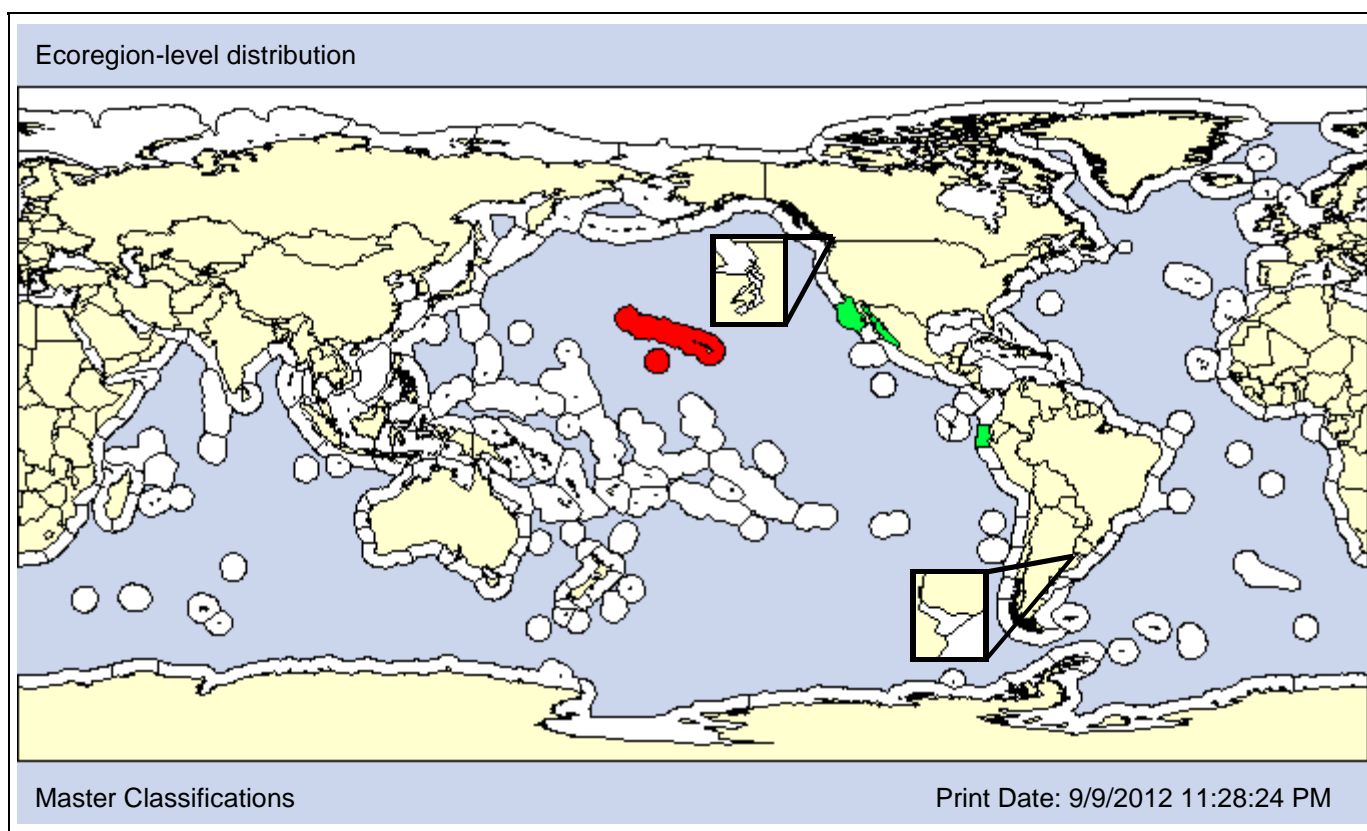 Ecoregion-level distribution
Master Classifications
Print Date: 9/9/2012 11:28:24 PM